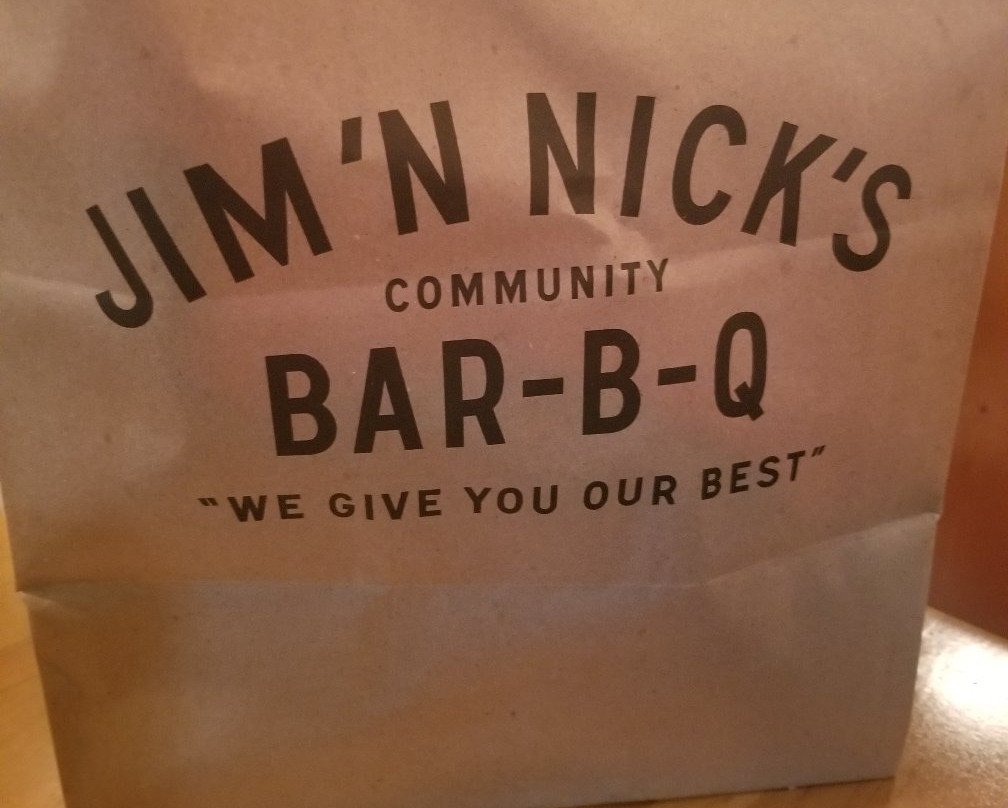 JIM 'N NICK'S
COMMUNITY
BAR-B-Q
"WE GIVE YOU OUR BEST"